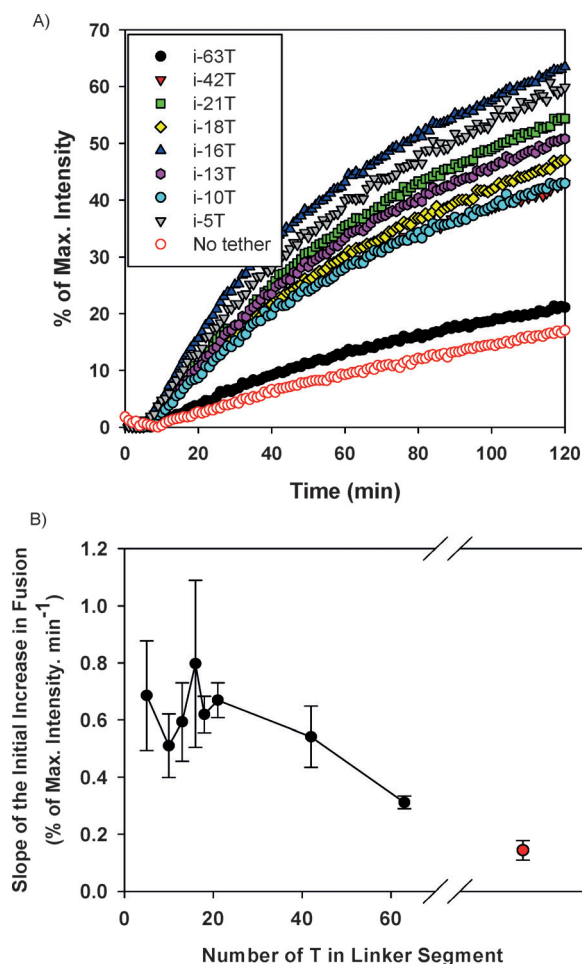 A)
% of Max. Intensity
70
60
50
40
30
20
10
0
i-63T
i-42T
i-21T
i-18T
i-16T
i-13T
i-10T
i-5T
No tether
0 20 40 60 80 100 120
Time (min)
B)
Slope of the Initial Increase in Fusion
(% of Max. Intensity. min⁻¹)
1.2
1.0
0.8
0.6
0.4
0.2
0.0
0 20 40 60
Number of T in Linker Segment